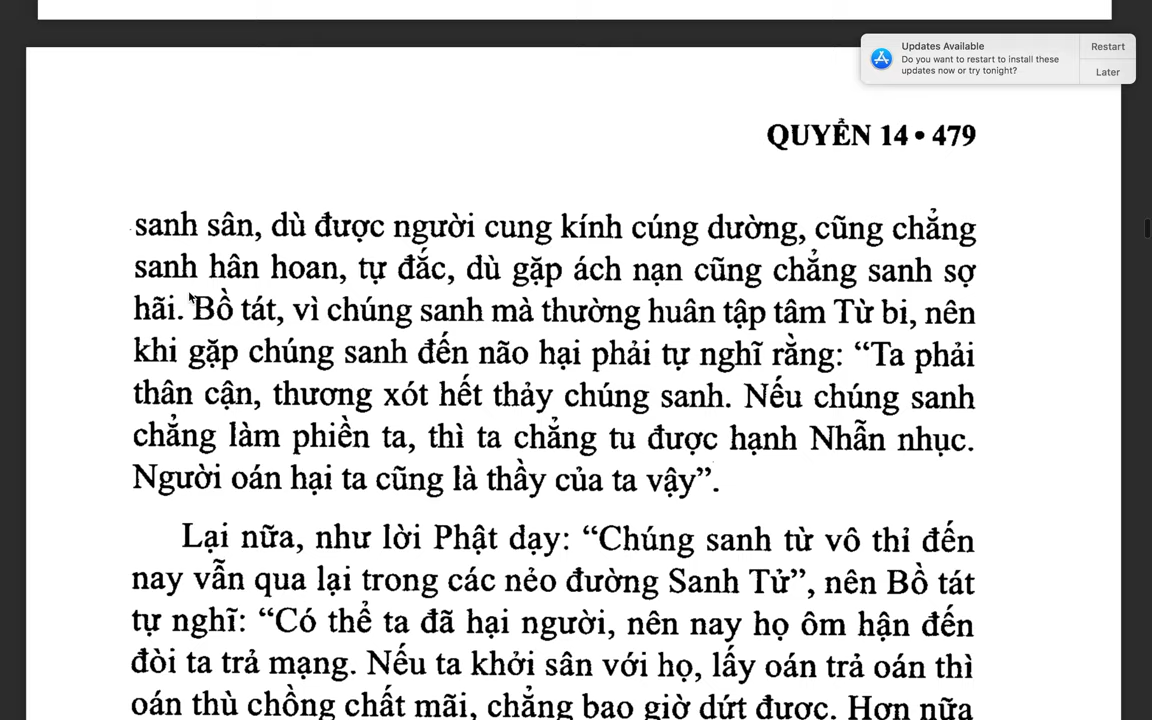 Updates Available
Restart
Do you want to restart to install these
updates now or try tonight?
Later
QUYỂN 14 • 479
sanh sân, dù được người cung kính cúng dường, cũng chẳng
sanh hân hoan, tự đắc, dù gặp ách nạn cũng chẳng sanh sợ
hãi. Bồ tát, vì chúng sanh mà thường huân tập tâm Từ bi, nên
khi gặp chúng sanh đến não hại phải tự nghĩ rằng: “Ta phải
thân cận, thương xót hết thảy chúng sanh. Nếu chúng sanh
chẳng làm phiền ta, thì ta chẳng tu được hạnh Nhẫn nhục.
Người oán hại ta cũng là thầy của ta vậy”.
Lại nữa, như lời Phật dạy: “Chúng sanh từ vô thỉ đến
nay vẫn qua lại trong các nẻo đường Sanh Tử”, nên Bồ tát
tự nghĩ: “Có thể ta đã hại người, nên nay họ ôm hận đến
đòi ta trả mạng. Nếu ta khởi sân với họ, lấy oán trả oán thì
oán thù chồng chất mãi, chẳng bao giờ dứt được. Hơn nữa